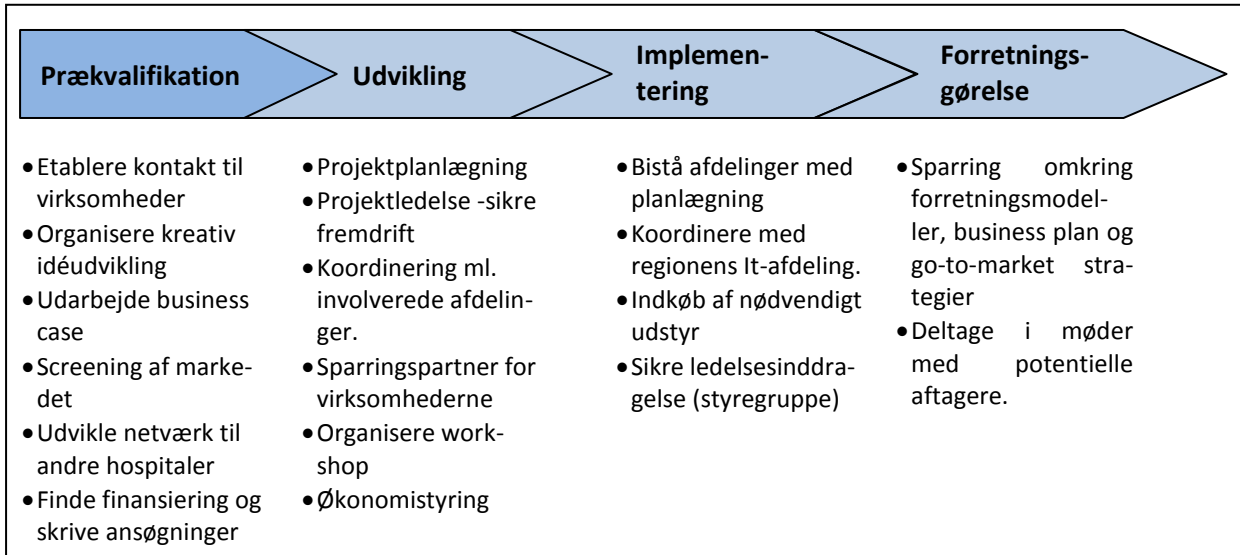 Prækvalifikation
Udvikling
Implemen-
tering
Forretnings-
gørelse
•Etablere kontakt til
virksomheder
•Organisere kreativ
idéudvikling
•Udarbejde business
case
•Screening af marke-
det
•Udvikle netværk til
andre hospitaler
•Finde finansiering og
skrive ansøgninger
•Projektplanlægning
•Projektledelse -sikre
fremdrift
•Koordinering ml.
involverede afdelin-
ger.
•Sparringspartner for
virksomhederne
•Organisere work-
shop
•Økonomistyring
•Bistå afdelinger med
planlægning
•Koordinere med
regionens It-afdeling.
•Indkøb af nødvendigt
udstyr
•Sikre ledelsesinddra-
gelse (styregruppe)
•Sparring omkring
forretningsmodel-
ler, business plan og
go-to-market stra-
tegier
•Deltage i møder
med potentielle
aftagere.